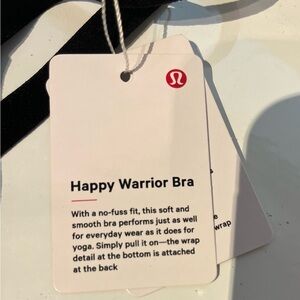 Happy Warrior Bra
With a no-fuss fit, this soft and
smooth bra performs just as well
for everyday wear as it does for
yoga. Simply pull it on—the wrap
detail at the bottom is attached
at the back
wrap